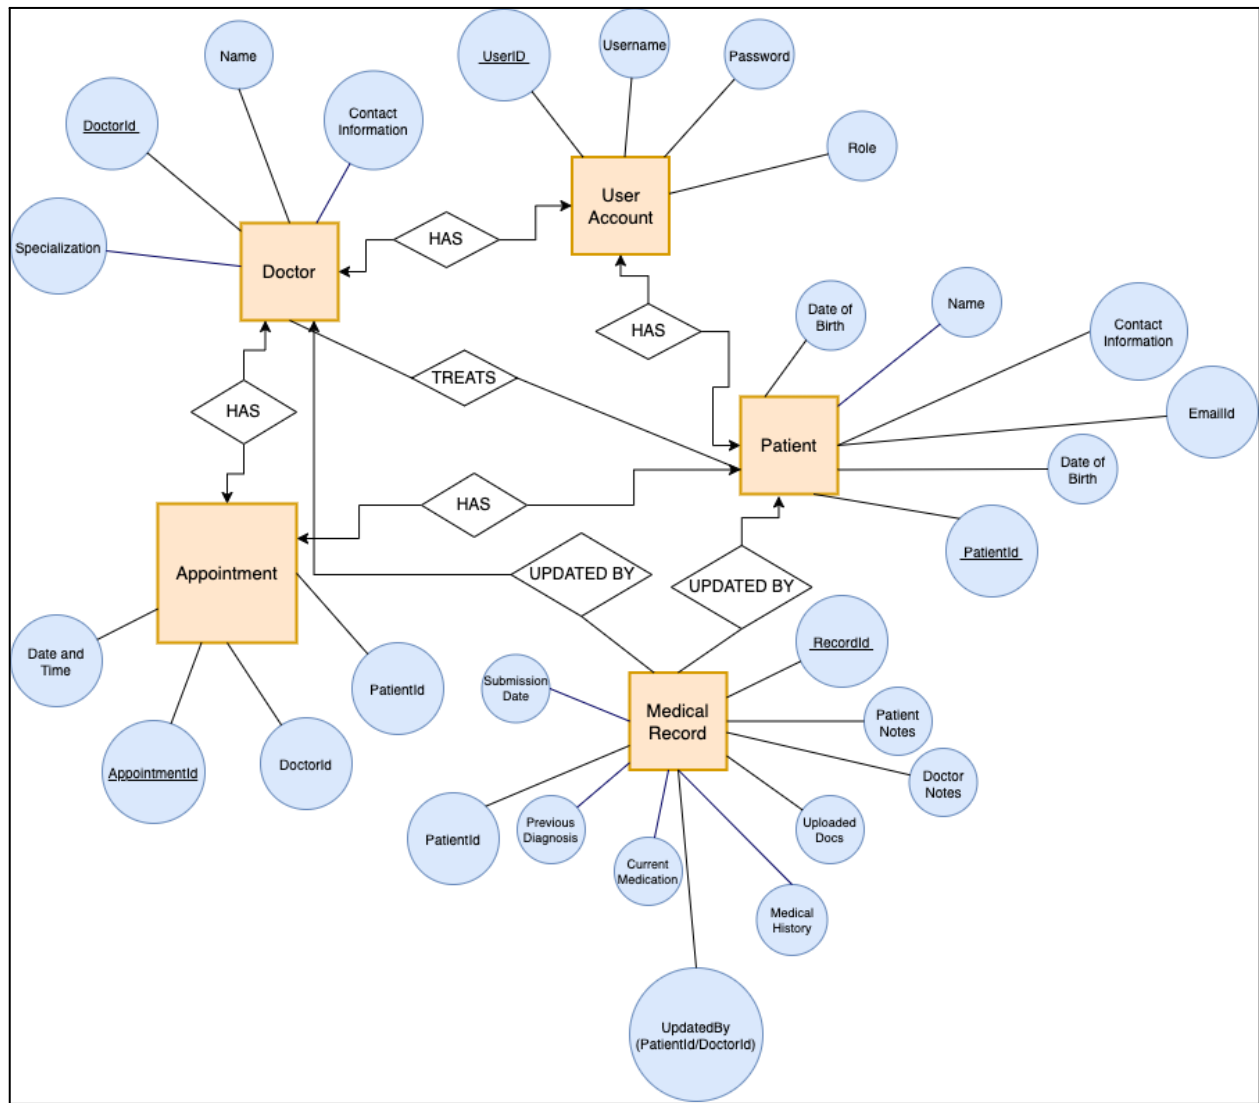 Name
UserID
Username
Password
DoctorId
Contact
Information
Role
User
Account
Specialization
HAS
Doctor
HAS
Date of
Birth
Name
Contact
Information
TREATS
HAS
EmailId
Patient
Date of
Birth
HAS
PatientId
Appointment
UPDATED BY
UPDATED BY
RecordId
Date and
Time
PatientId
Submission
Date
Medical
Record
Patient
Notes
AppointmentId
DoctorId
Doctor
Notes
PatientId
Previous
Diagnosis
Uploaded
Docs
Current
Medication
Medical
History
UpdatedBy
(PatientId/DoctorId)